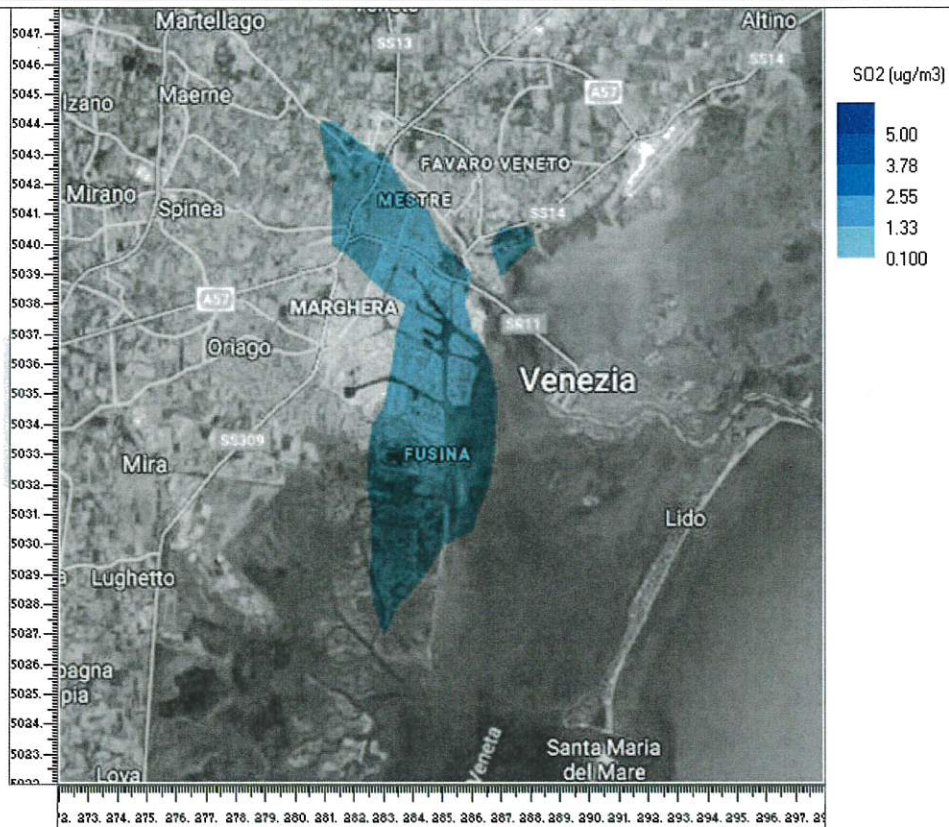 5047.
5046.
5045.
5044.
5043.
5042.
5041.
5040.
5039.
5038.
5037.
5036.
5035.
5034.
5033.
5032.
5031.
5030.
5029.
5028.
5027.
5026.
5025.
5024.
5023.
Martellago
SS13
Altino
SS14
A57
Maerne
lzano
FAVARO VENETO
Mirano
MESTRE
Spinea
SS14
A57
MARGHERA
SR11
Oriago
Venezia
SS309
FUSINA
Mira
Lido
Lughetto
pagna
pia
Santa Maria
del Mare
Veneta
Lova
273. 274. 275. 276. 277. 278. 279. 280. 281. 282. 283. 284. 285. 286. 287. 288. 289. 290. 291. 292. 293. 294. 295. 296. 297.
SO2 (ug/m3)
5.00
3.78
2.55
1.33
0.100